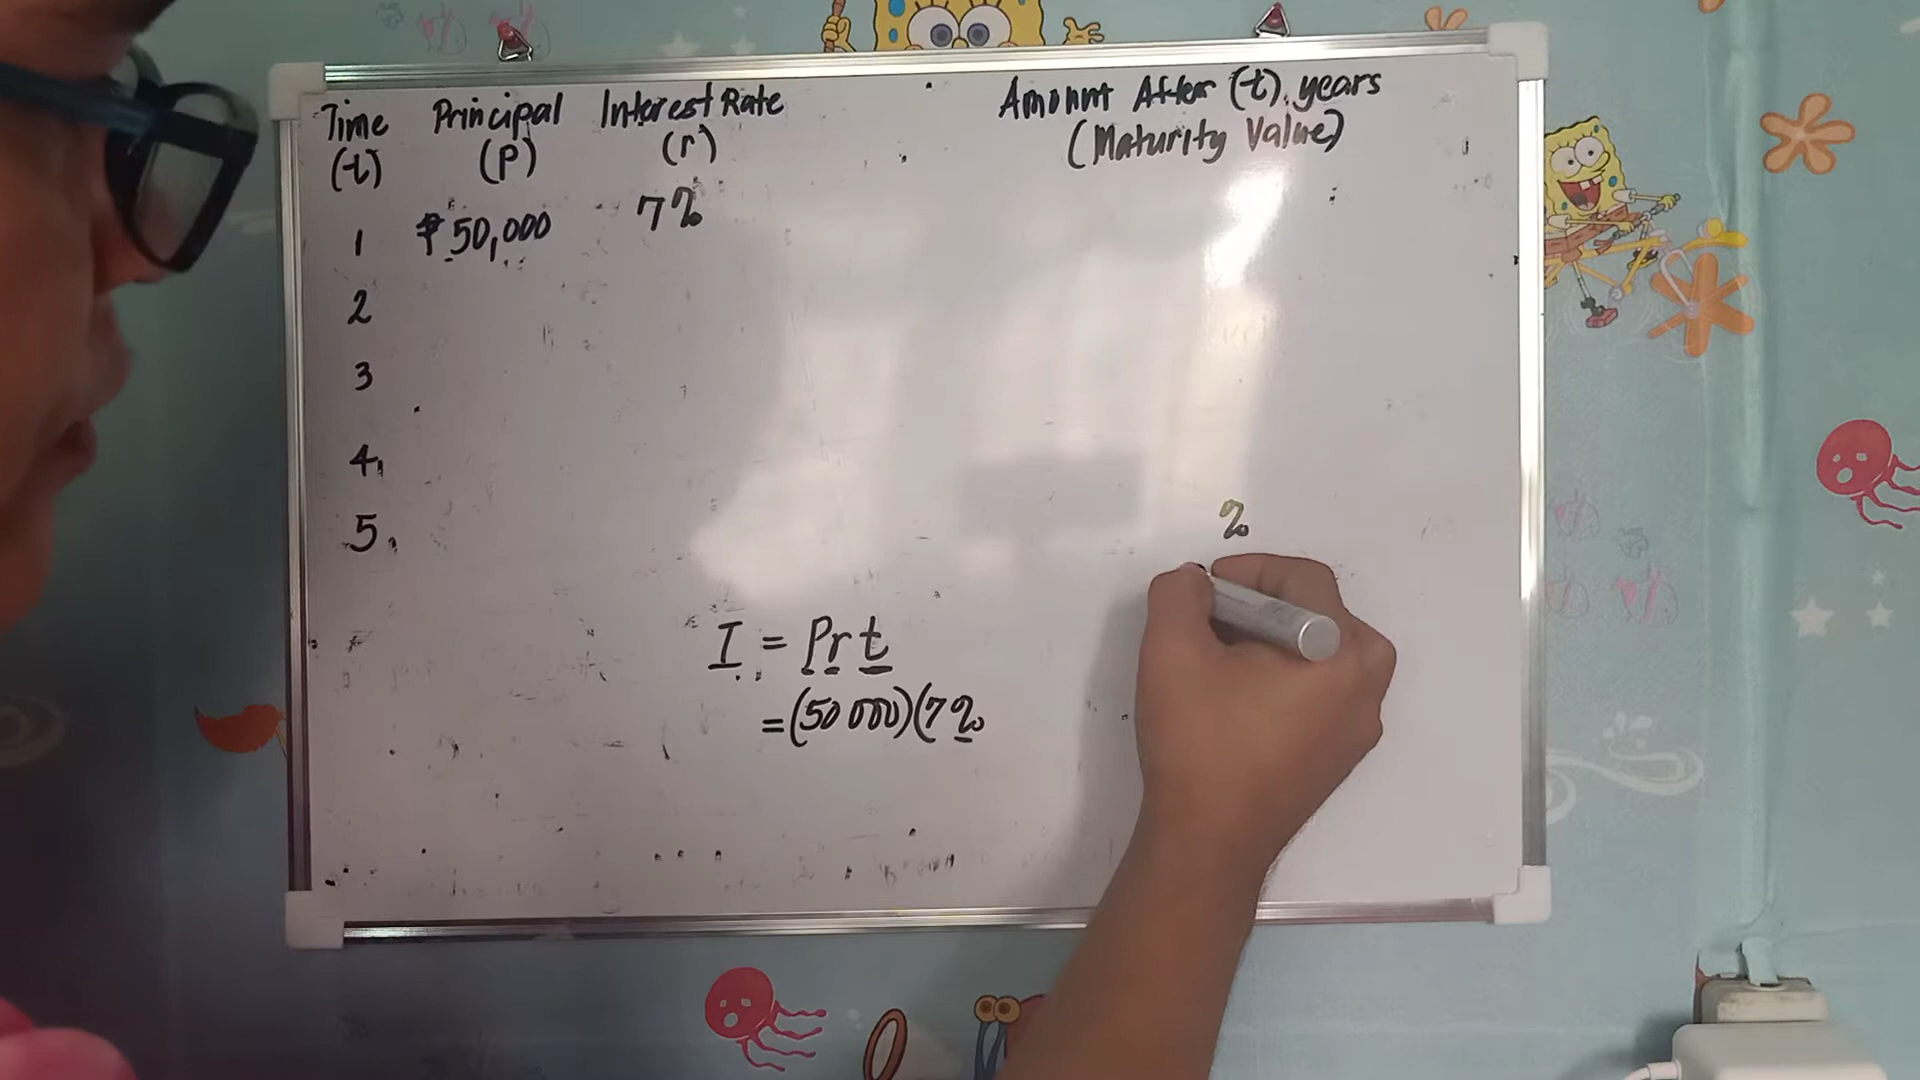 Time Principal Interest Rate Amount After (t) years
(t) (P) (r) (Maturity Value)
1 ₱50,000 7%
2
3
4
5
%
I = Prt
=(50 000)(7%